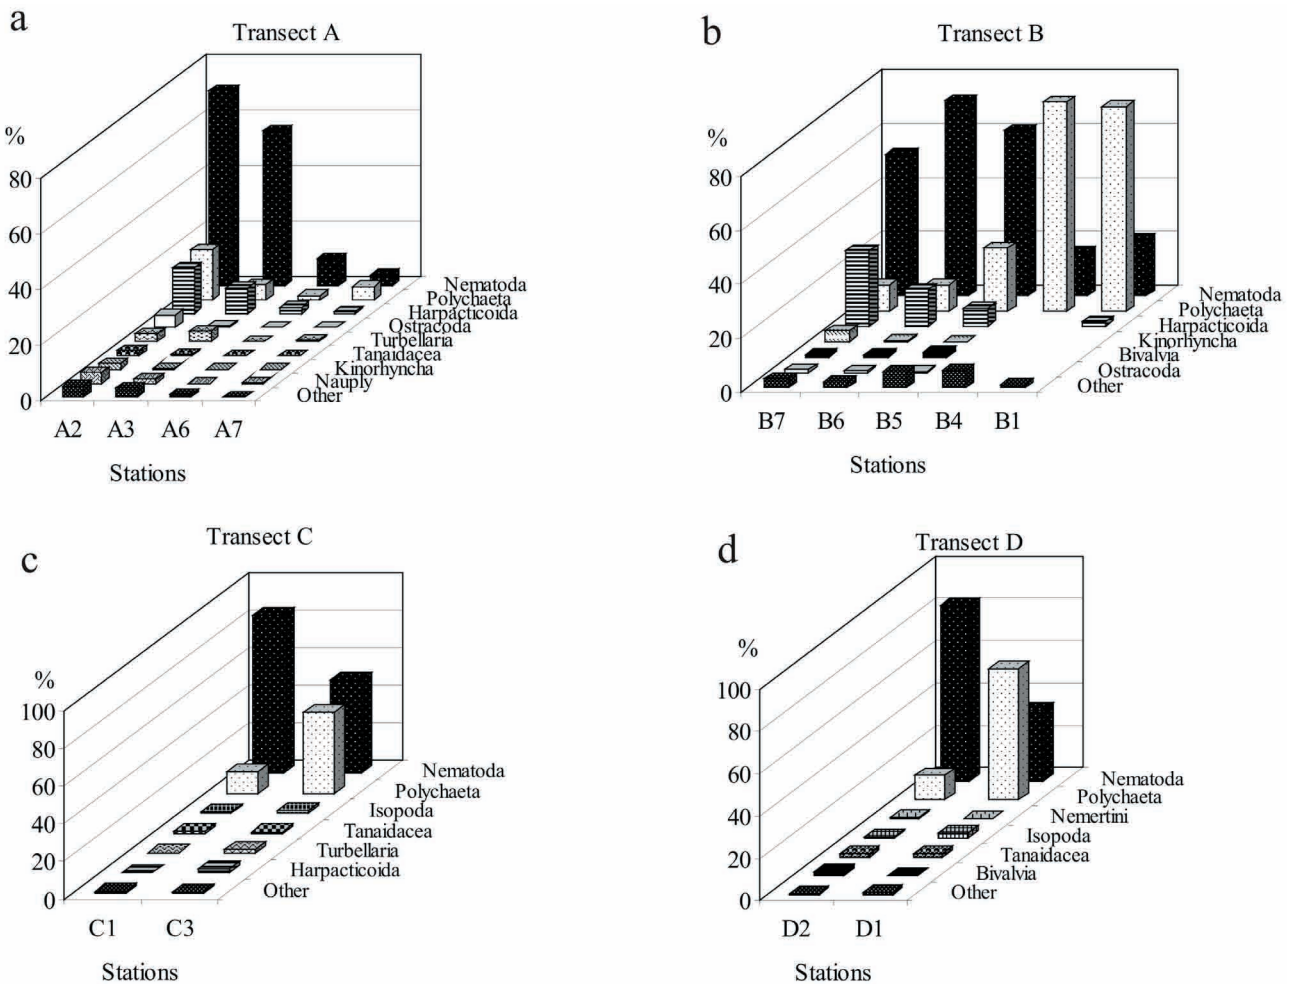 a
Transect A
%
80
60
40
20
0
Nematoda
Polychaeta
Harpacticoida
Ostracoda
Turbellaria
Tanaidacea
Kinorhyncha
Nauply
Other
A2 A3 A6 A7
Stations
b
Transect B
%
80
60
40
20
0
Nematoda
Polychaeta
Harpacticoida
Kinorhyncha
Bivalvia
Ostracoda
Other
B7 B6 B5 B4 B1
Stations
c
Transect C
%
100
80
60
40
20
0
Nematoda
Polychaeta
Isopoda
Tanaidacea
Turbellaria
Harpacticoida
Other
C1 C3
Stations
d
Transect D
%
100
80
60
40
20
0
Nematoda
Polychaeta
Nemertini
Isopoda
Tanaidacea
Bivalvia
Other
D2 D1
Stations